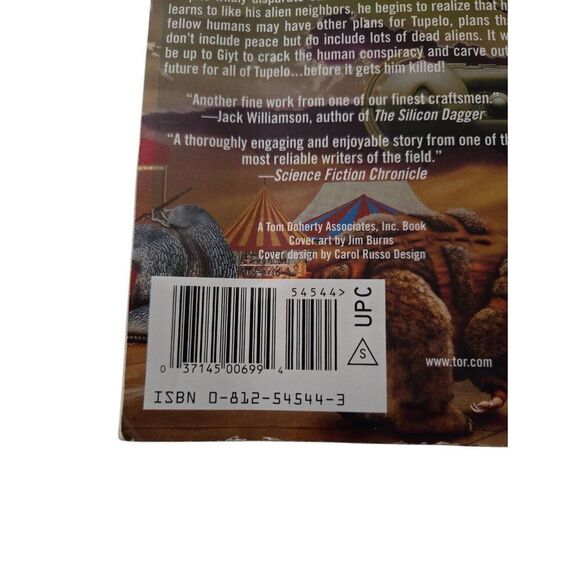 learns to like his alien neighbors, he begins to realize that h
fellow humans may have other plans for Tupelo, plans tha
don't include peace but do include lots of dead aliens. It w
be up to Giyt to crack the human conspiracy and carve out
future for all of Tupelo...before it gets him killed!
"Another fine work from one of our finest craftsmen."
—Jack Williamson, author of The Silicon Dagger
"A thoroughly engaging and enjoyable story from one of th
most reliable writers of the field."
—Science Fiction Chronicle
A Tom Doherty Associates, Inc. Book
Cover art by Jim Burns
Cover design by Carol Russo Design
54544>
UPC
S
0 37145 00699 4
ISBN 0-812-54544-3
www.tor.com